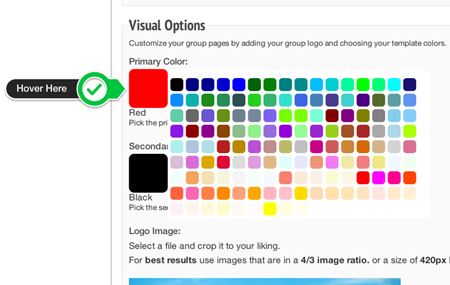 Visual Options
Customize your group pages by adding your group logo and choosing your template colors.
Primary Color:
Hover Here
Red
Pick the pri
Secondar
Black
Pick the se
Logo Image:
Select a file and crop it to your liking.
For best results use images that are in a 4/3 image ratio. or a size of 420px